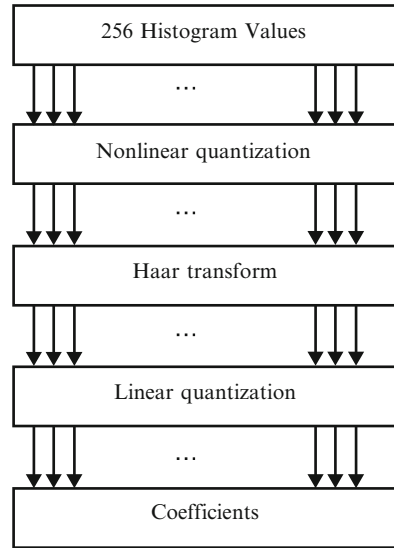 256 Histogram Values
...
Nonlinear quantization
...
Haar transform
...
Linear quantization
...
Coefficients